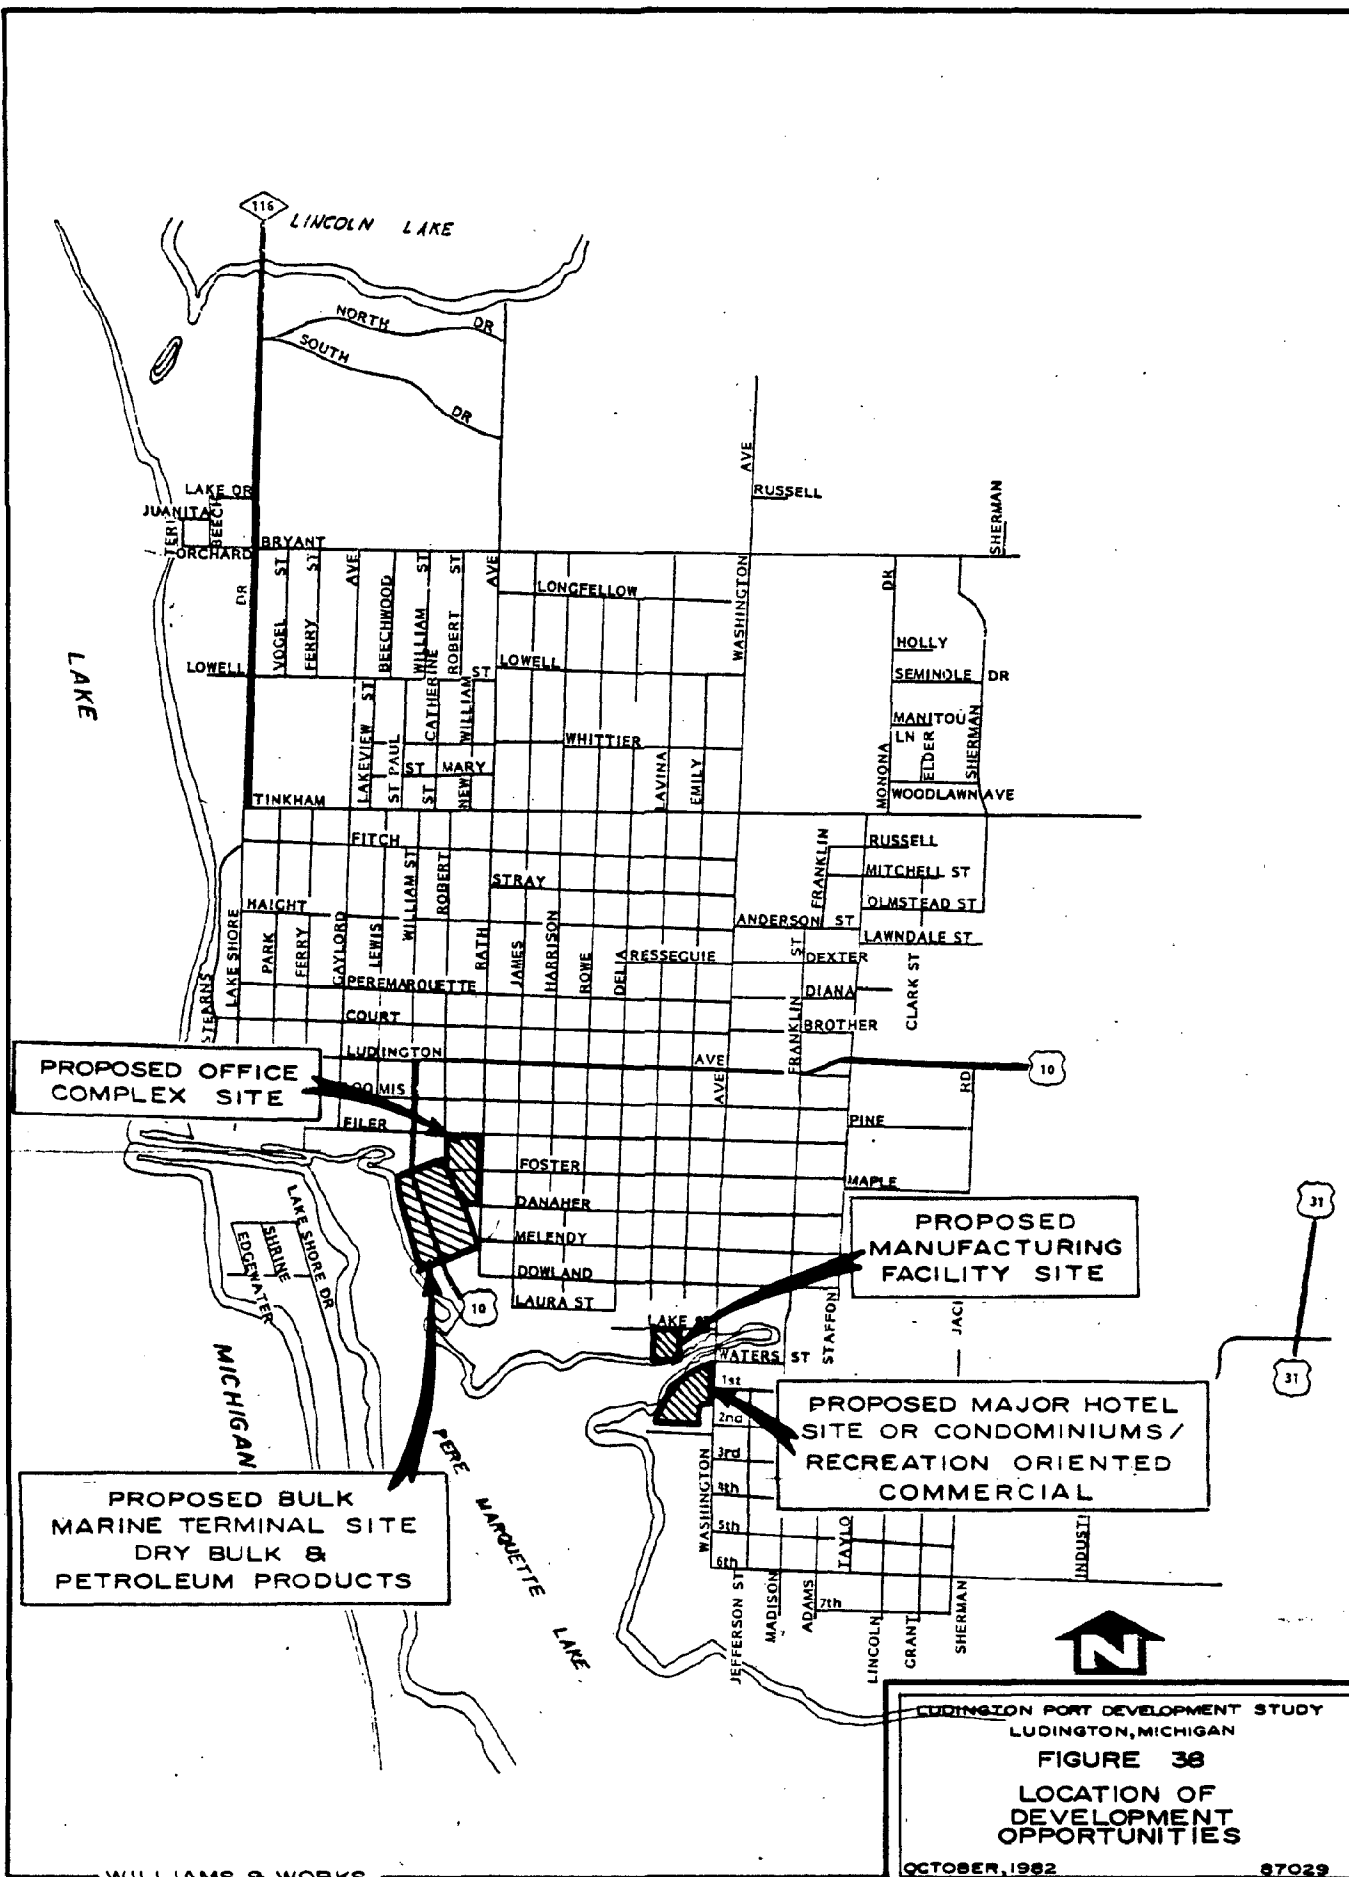 116
LINCOLN LAKE
NORTH DR
SOUTH DR
AVE
RUSSELL
SHERMAN
LAKE DR
JUANITA
BEECH
TERI
ORCHARD
BRYANT
DR
VOGEL ST
FERRY ST
AVE
BEECHWOOD
WILLIAM ST
CATHERINE
ROBERT ST
AVE
LONGFELLOW
WASHINGTON
DR
HOLLY
SEMINOLE DR
LOWELL
ST
LOWELL
LAKE
LAKEVIEW ST
ST PAUL
WILLIAM
WHITTIER
MANITOU
LN
ELDER
SHERMAN
MONONA
ST MARY
ST
NEW
LAVINA
EMILY
WOODLAWN AVE
TINKHAM
FITCH
FRANKLIN
RUSSELL
MITCHELL ST
WILLIAM ST
ROBERT
STRAY
OLMSTEAD ST
HAIGHT
ANDERSON ST
LAWNDALE ST
LAKE SHORE
PARK
FERRY
GAYLORD
LEWIS
RATH
JAMES
HARRISON
ROWE
DELIA
RESSEGUIE
ST
DEXTER
STEARNS
PEREMARQUETTE
DIANA
CLARK ST
COURT
FRANKLIN
BROTHER
LUDINGTON
AVE
AVE
10
RD
PROPOSED OFFICE
COMPLEX SITE
OOMIS
FILER
PINE
FOSTER
MAPLE
DANAHER
MELENDY
DOWLAND
LAURA ST
LAKE SHORE DR
SHRINE
EDGEWATER
10
PROPOSED
MANUFACTURING
FACILITY SITE
31
31
STAFFON
JAC
LAKE S
WATERS ST
1st
2nd
3rd
4th
5th
6th
7th
WASHINGTON
PROPOSED MAJOR HOTEL
SITE OR CONDOMINIUMS/
RECREATION ORIENTED
COMMERCIAL
MICHIGAN
PERE MARQUETTE LAKE
PROPOSED BULK
MARINE TERMINAL SITE
DRY BULK &
PETROLEUM PRODUCTS
JEFFERSON ST
MADISON
ADAMS
TAYLO
LINCOLN
GRANT
SHERMAN
INDUSTI
N
LUDINGTON PORT DEVELOPMENT STUDY
LUDINGTON, MICHIGAN
FIGURE 38
LOCATION OF
DEVELOPMENT
OPPORTUNITIES
OCTOBER, 1982 87029
WILLIAMS & WORKS